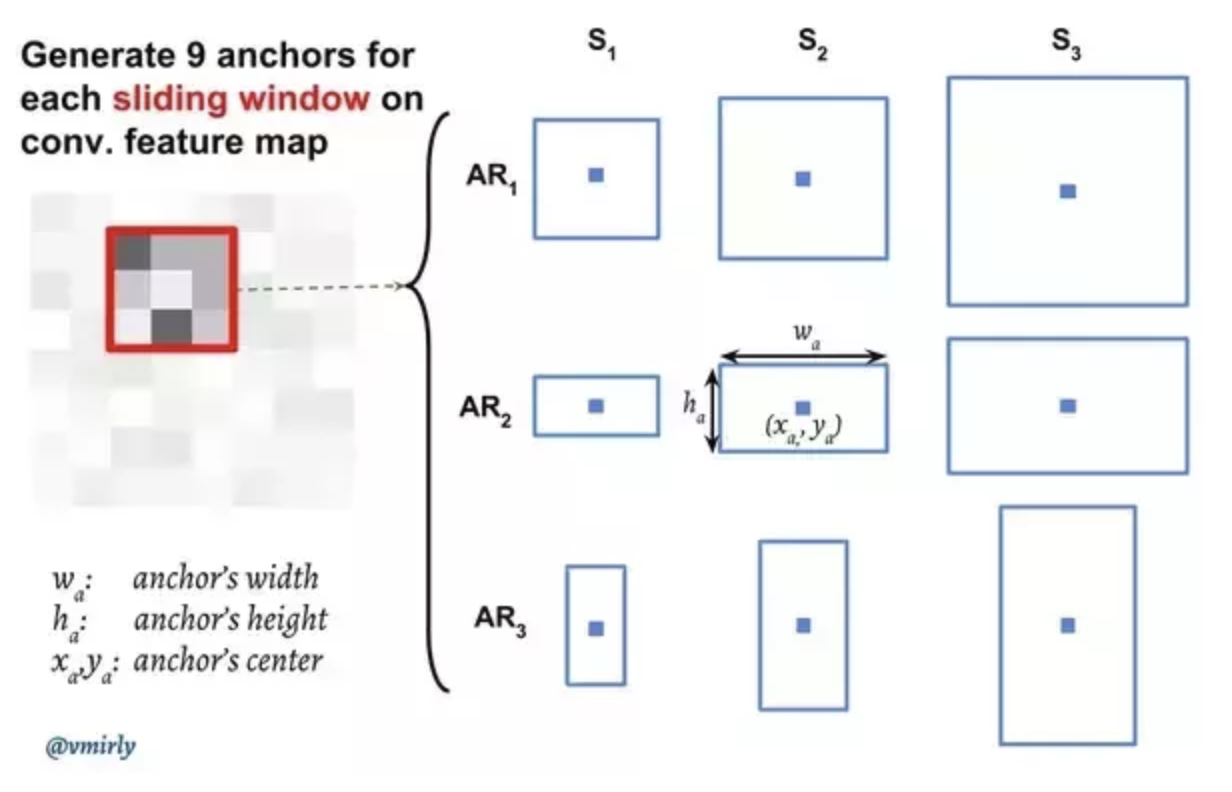 Generate 9 anchors for
each sliding window on
conv. feature map
S₁ S₂ S₃
AR₁
wₐ
AR₂ hₐ (xₐ, yₐ)
AR₃
wₐ: anchor's width
hₐ: anchor's height
xₐ,yₐ: anchor's center
@vmirly